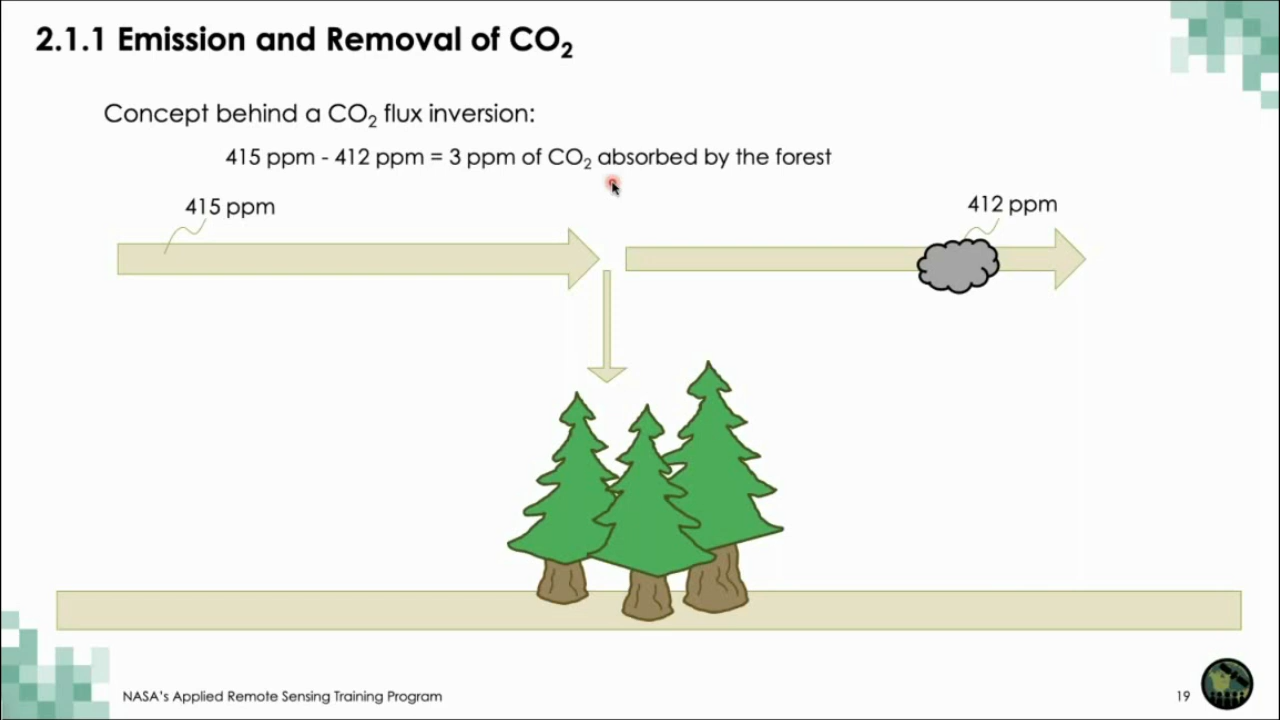 2.1.1 Emission and Removal of CO₂
Concept behind a CO₂ flux inversion:
415 ppm - 412 ppm = 3 ppm of CO₂ absorbed by the forest
415 ppm
412 ppm
NASA's Applied Remote Sensing Training Program
19